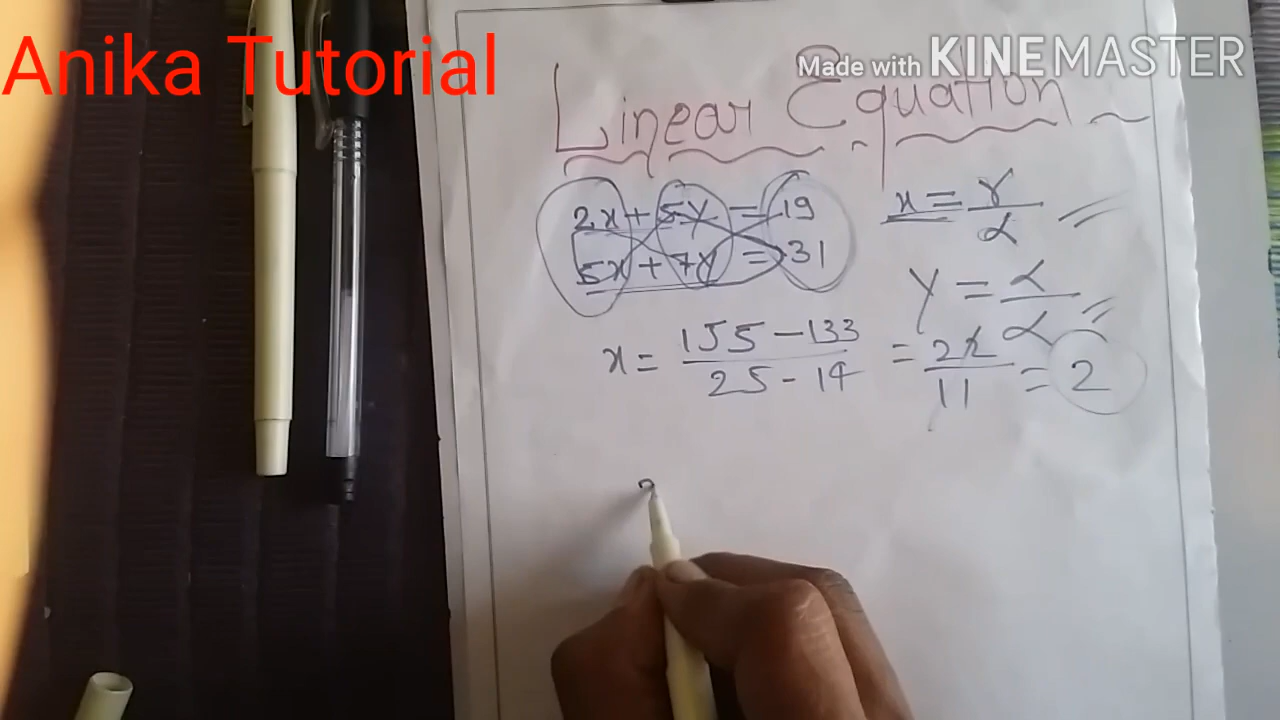 Anika Tutorial
Made with KINEMASTER
Linear Equation
2x + 5y = 19
5x + 7y = 31
x = γ/α
y = α/α
x = 155 - 133 / 25 - 14 = 22/11 = 2